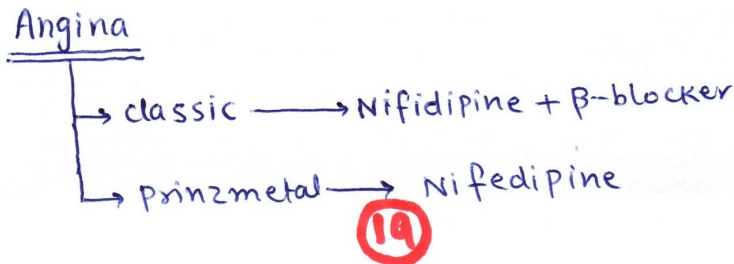 Angina
→ classic → Nifidipine + β-blocker
→ Prinzmetal → Nifedipine
19